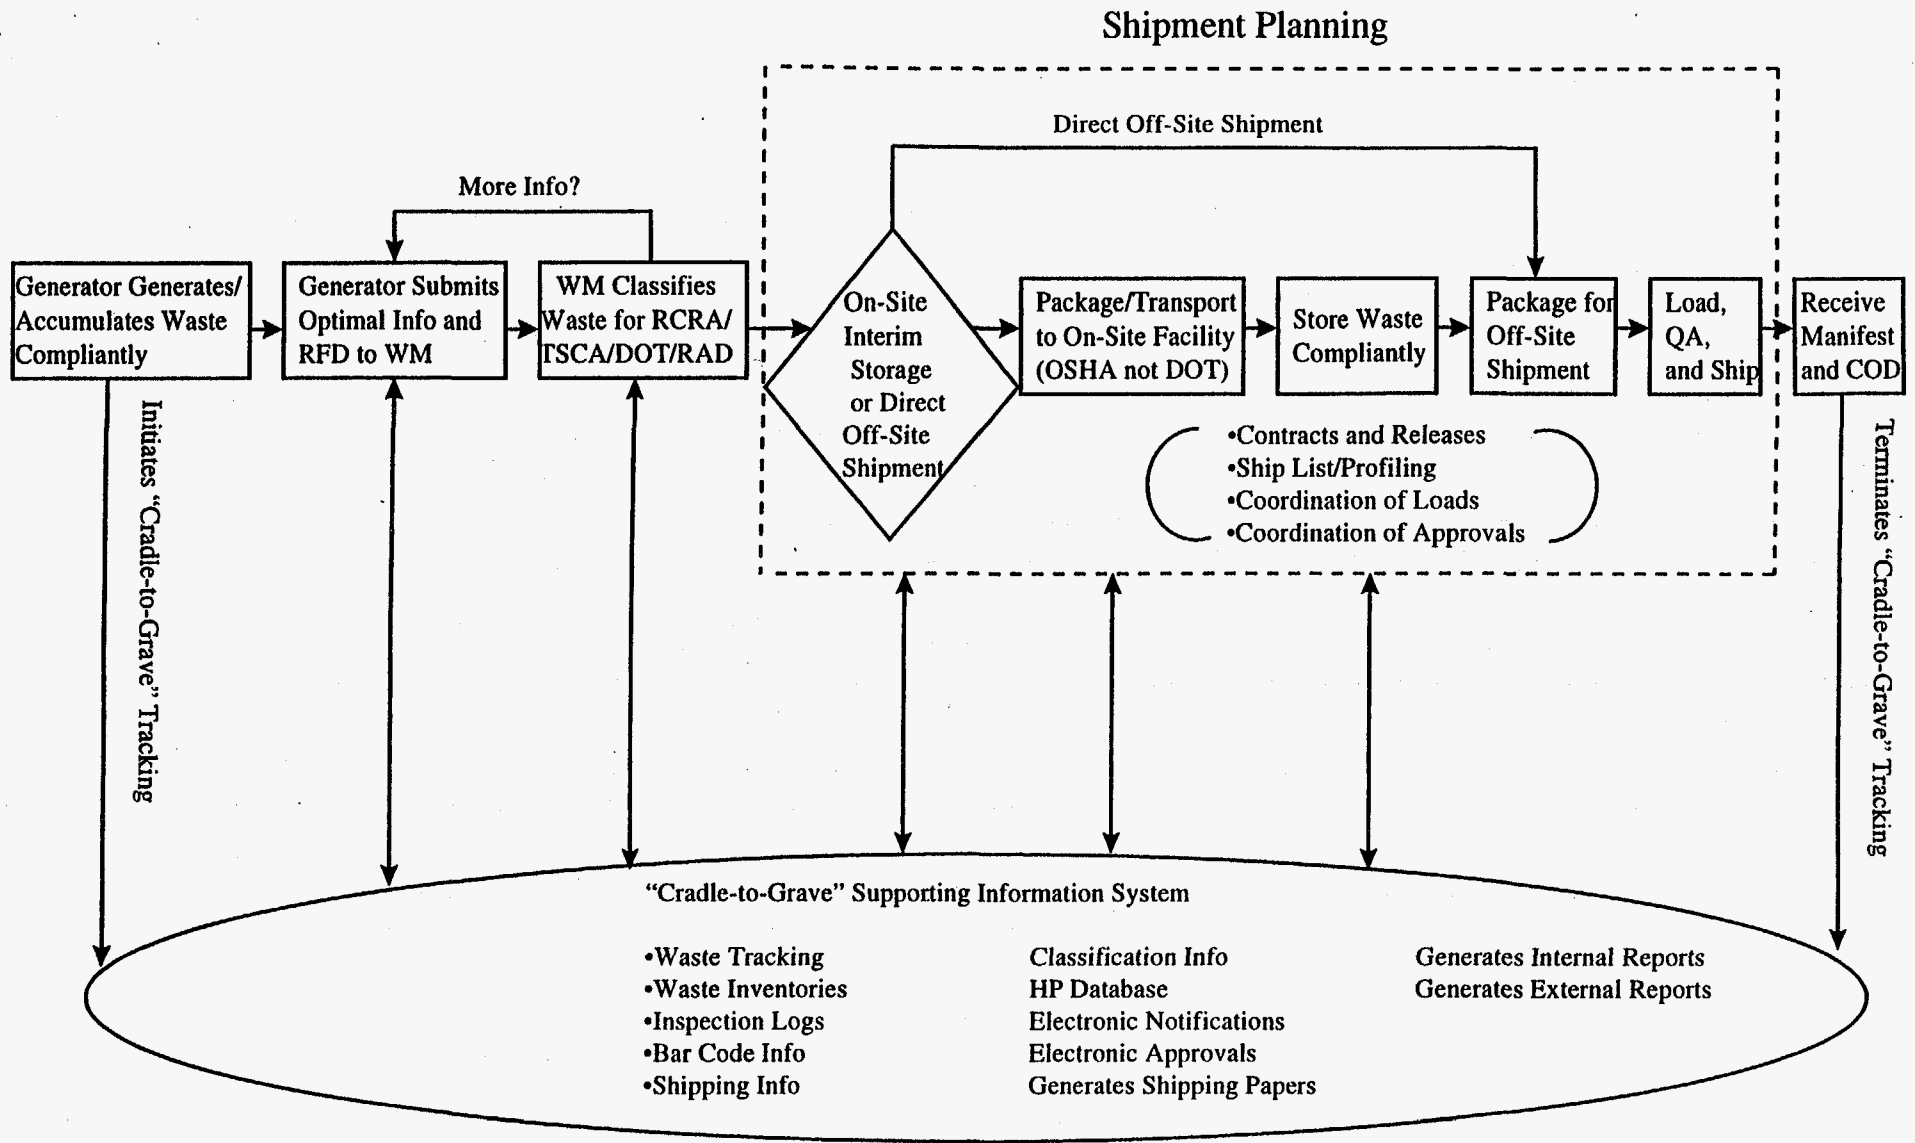 Shipment Planning
Direct Off-Site Shipment
More Info?
Generator Generates/
Accumulates Waste
Compliantly
Generator Submits
Optimal Info and
RFD to WM
WM Classifies
Waste for RCRA/
TSCA/DOT/RAD
On-Site
Interim
Storage
or Direct
Off-Site
Shipment
Package/Transport
to On-Site Facility
(OSHA not DOT)
Store Waste
Compliantly
Package for
Off-Site
Shipment
Load,
QA,
and Ship
Receive
Manifest
and COD
•Contracts and Releases
•Ship List/Profiling
•Coordination of Loads
•Coordination of Approvals
Initiates “Cradle-to-Grave” Tracking
Terminates “Cradle-to-Grave” Tracking
“Cradle-to-Grave” Supporting Information System
•Waste Tracking
•Waste Inventories
•Inspection Logs
•Bar Code Info
•Shipping Info
Classification Info
HP Database
Electronic Notifications
Electronic Approvals
Generates Shipping Papers
Generates Internal Reports
Generates External Reports